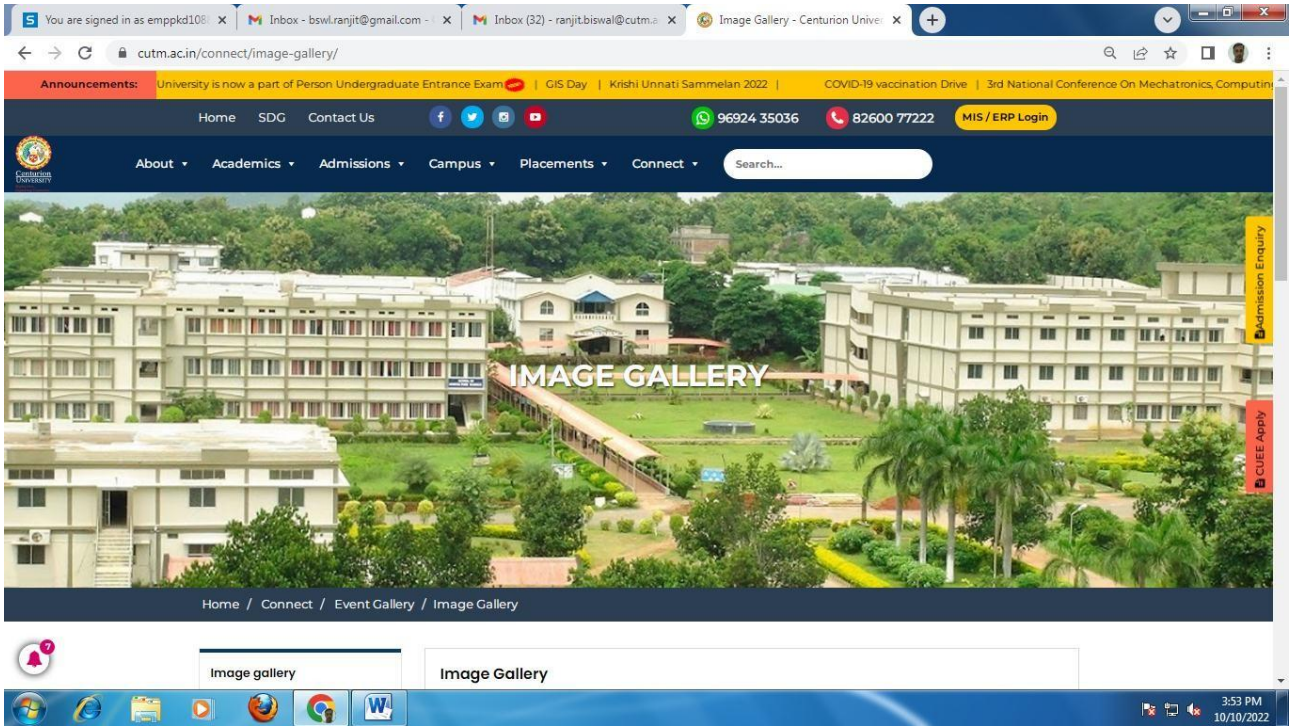 You are signed in as emppkd108
Inbox - bswl.ranjit@gmail.com -
Inbox (32) - ranjit.biswal@cutm.a
Image Gallery - Centurion Univer
cutm.ac.in/connect/image-gallery/
Announcements: University is now a part of Person Undergraduate Entrance Exam | GIS Day | Krishi Unnati Sammelan 2022 | COVID-19 vaccination Drive | 3rd National Conference On Mechatronics, Computing
Home SDG Contact Us 96924 35036 82600 77222 MIS / ERP Login
Centurion
UNIVERSITY
About Academics Admissions Campus Placements Connect Search...
Admission Enquiry
IMAGE GALLERY
CUEE Apply
Home / Connect / Event Gallery / Image Gallery
7
Image gallery
Image Gallery
3:53 PM
10/10/2022